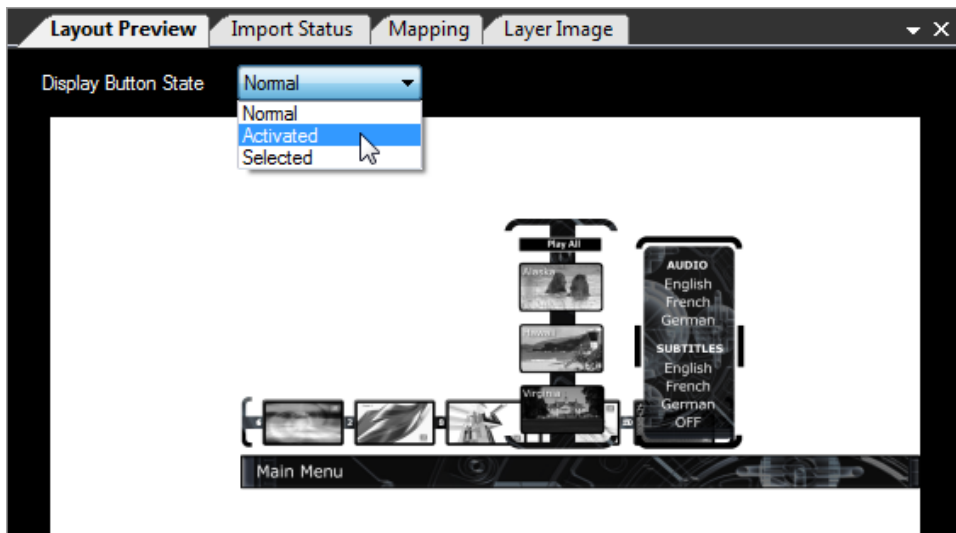 Layout Preview
Import Status
Mapping
Layer Image
Display Button State
Normal
Normal
Activated
Selected
Play All
Alaska
Hawaii
Virginia
AUDIO
English
French
German
SUBTITLES
English
French
German
OFF
Main Menu